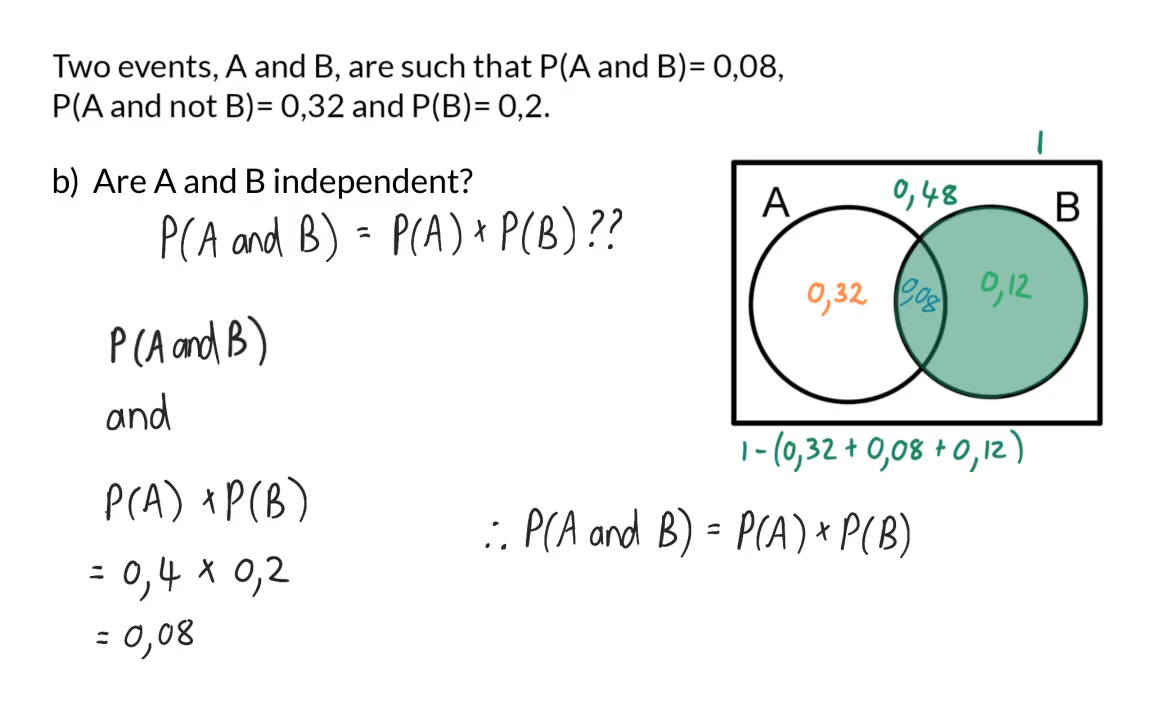 Two events, A and B, are such that P(A and B)= 0,08,
P(A and not B)= 0,32 and P(B)= 0,2.
b) Are A and B independent?
P(A and B) = P(A) × P(B)??
P(A and B)
and
P(A) × P(B)
= 0,4 × 0,2
= 0,08
1
A
0,48
B
0,32
0,08
0,12
1-(0,32 + 0,08 + 0,12)
∴ P(A and B) = P(A) × P(B)